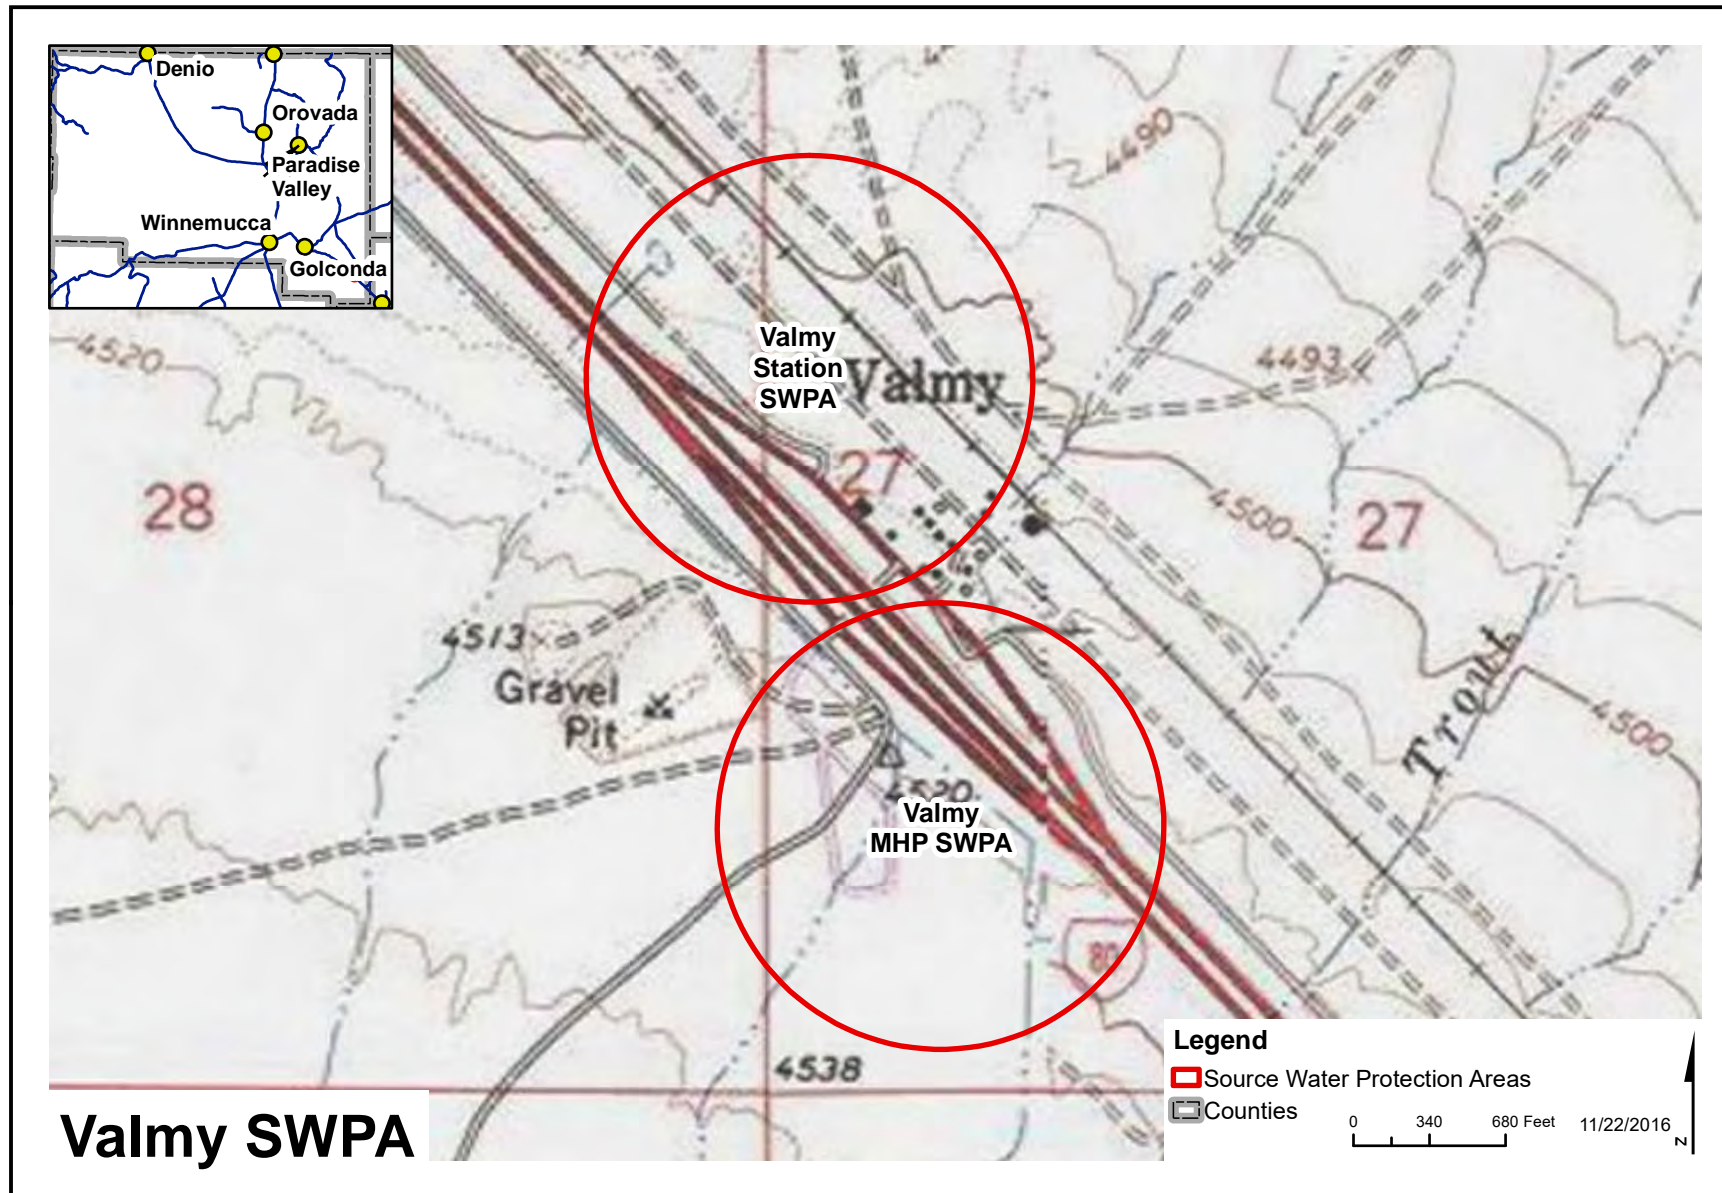 Denio
Orovada
Paradise
Valley
Winnemucca
Golconda
4490
4520
Valmy
Station
SWPA
Valmy
4493
27
28
4500
27
4513
Gravel
Pit
Trout
4500
4520
Valmy
MHP SWPA
80
4538
Valmy SWPA
Legend
Source Water Protection Areas
Counties
0 340 680 Feet
11/22/2016
N